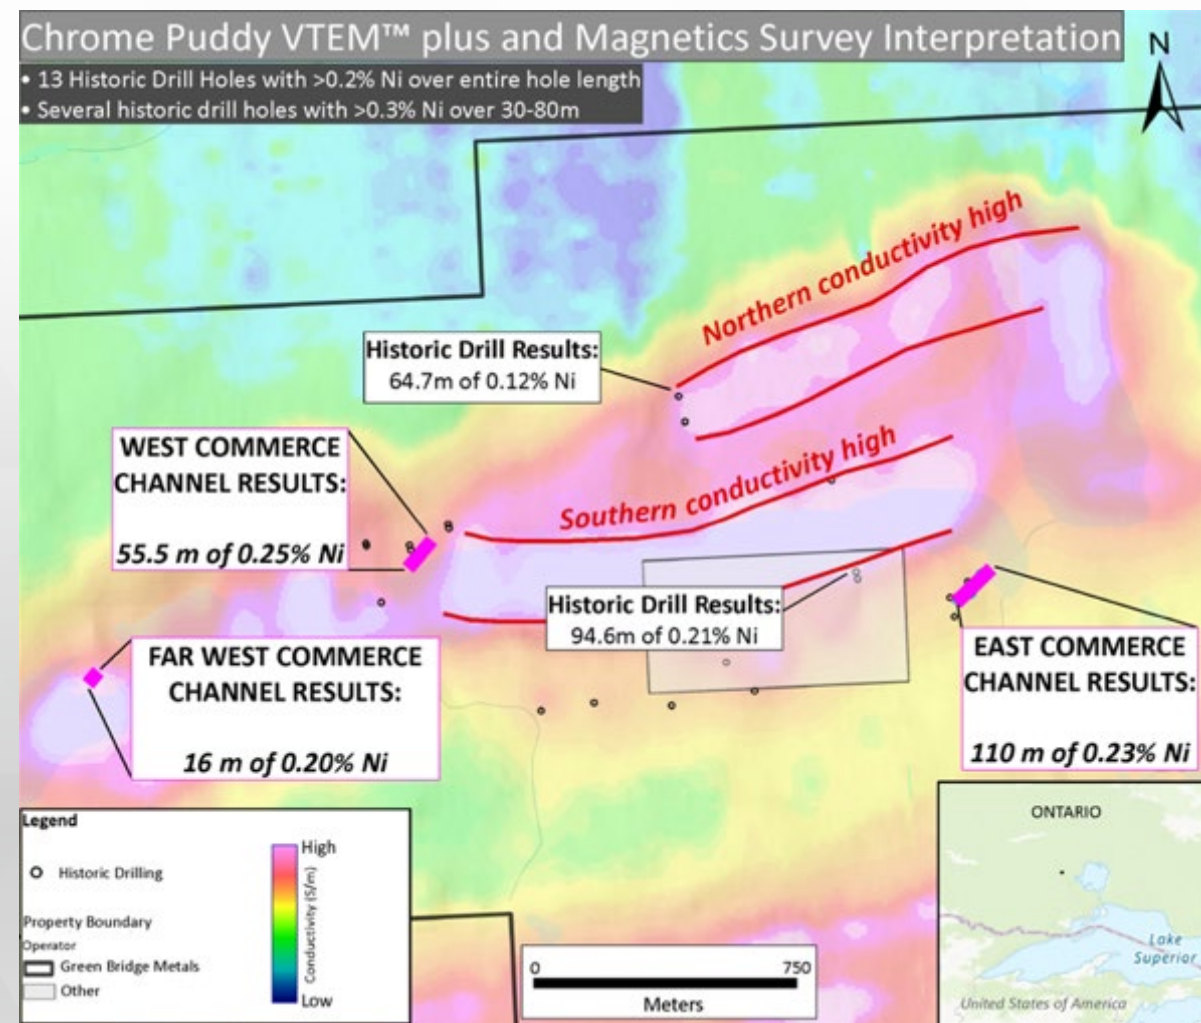 Chrome Puddy VTEM™ plus and Magnetics Survey Interpretation
• 13 Historic Drill Holes with >0.2% Ni over entire hole length
• Several historic drill holes with >0.3% Ni over 30-80m
N
Northern conductivity high
Historic Drill Results:
64.7m of 0.12% Ni
Southern conductivity high
WEST COMMERCE
CHANNEL RESULTS:
55.5 m of 0.25% Ni
Historic Drill Results:
94.6m of 0.21% Ni
FAR WEST COMMERCE
CHANNEL RESULTS:
16 m of 0.20% Ni
EAST COMMERCE
CHANNEL RESULTS:
110 m of 0.23% Ni
Legend
Historic Drilling
Property Boundary
Operator
Green Bridge Metals
Other
High
Conductivity (S/m)
Low
0 750
Meters
ONTARIO
Lake
Superior
United States of America